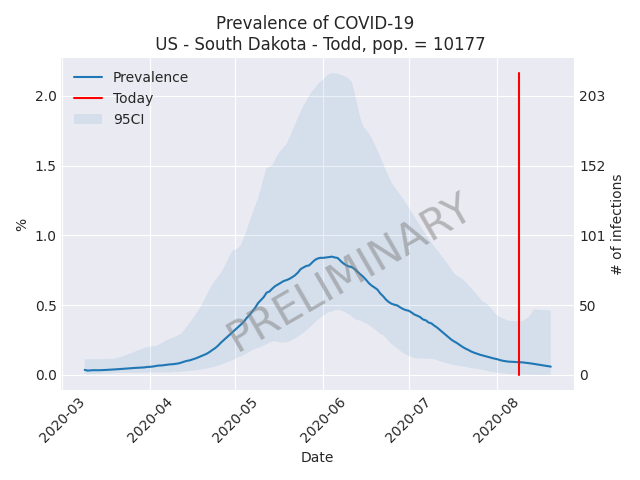 Prevalence of COVID-19
US - South Dakota - Todd, pop. = 10177
Prevalence
Today
95CI
2.0
1.5
1.0
0.5
0.0
%
203
152
101
50
0
# of infections
PRELIMINARY
2020-03
2020-04
2020-05
2020-06
2020-07
2020-08
Date